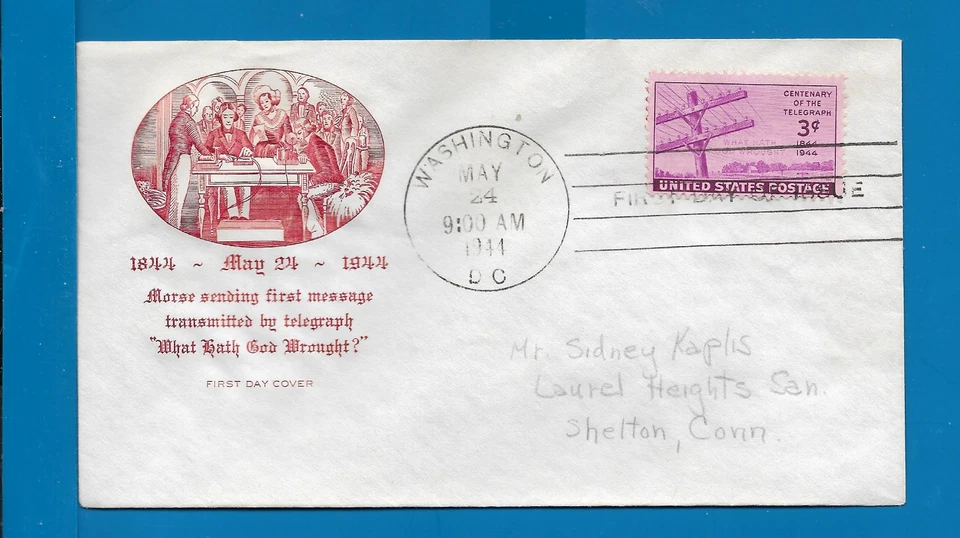 1844 ~ May 24 ~ 1944
Morse sending first message
transmitted by telegraph
"What Hath God Wrought?"
FIRST DAY COVER
WASHINGTON
MAY
24
9:00 AM
1944
D C
CENTENARY
OF THE
TELEGRAPH
3¢
WHAT HATH
1844
1944
UNITED STATES POSTAGE
Mr. Sidney Kaplis
Laurel Heights San.
Shelton, Conn.